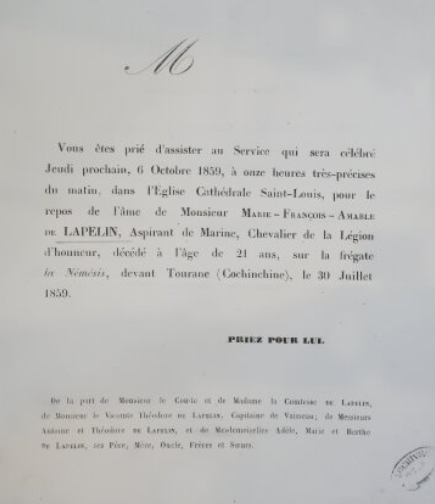 M
Vous êtes prié d'assister au Service qui sera célébré
Jeudi prochain, 6 Octobre 1859, à onze heures très-précises
du matin, dans l'Église Cathédrale Saint-Louis, pour le
repos de l'âme de Monsieur MARIE-FRANÇOIS-AMABLE
DE LAPELIN, Aspirant de Marine, Chevalier de la Légion
d'honneur, décédé à l'âge de 21 ans, sur la frégate
la Némésis, devant Tourane (Cochinchine), le 30 Juillet
1859.
PRIEZ POUR LUI.
De la part de Monsieur le Comte et de Madame la Comtesse DE LAPELIN,
de Monsieur le Vicomte Théodore DE LAPELIN, Capitaine de Vaisseau; de Messieurs
Antoine et Théodore DE LAPELIN, et de Mesdemoiselles Adèle, Marie et Berthe
DE LAPELIN, ses Père, Mère, Oncle, Frères et Sœurs.